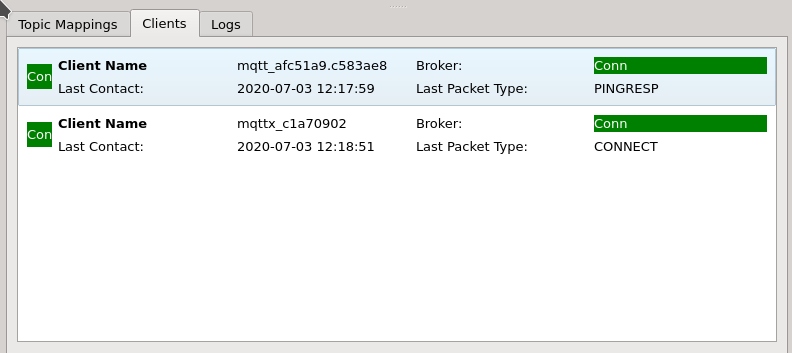 Topic Mappings Clients Logs
Con Client Name mqtt_afc51a9.c583ae8 Broker: Conn
Last Contact: 2020-07-03 12:17:59 Last Packet Type: PINGRESP
Con Client Name mqttx_c1a70902 Broker: Conn
Last Contact: 2020-07-03 12:18:51 Last Packet Type: CONNECT